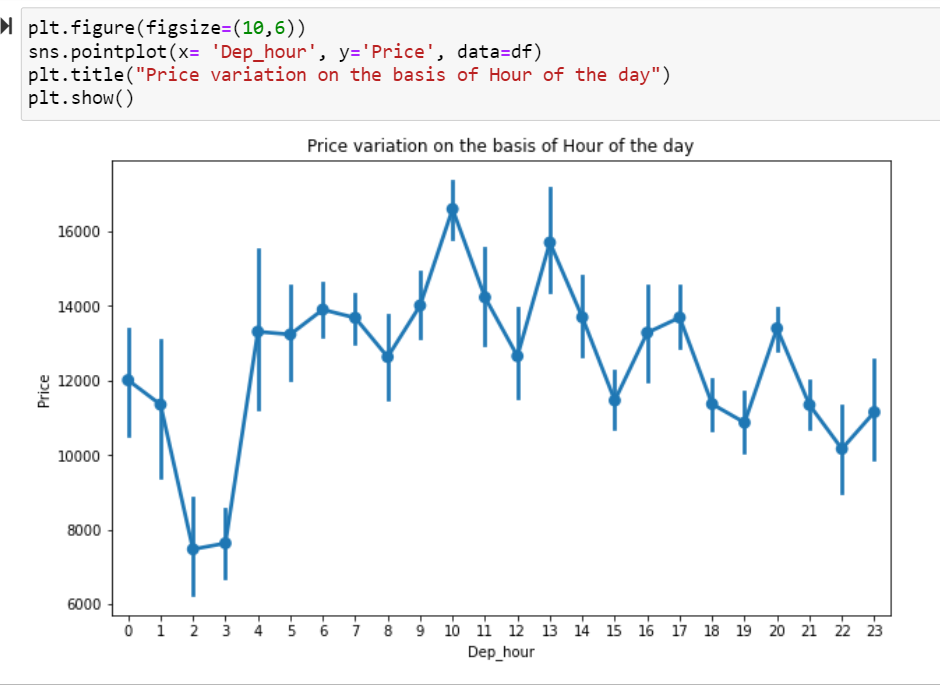 plt.figure(figsize=(10,6))
sns.pointplot(x= 'Dep_hour', y='Price', data=df)
plt.title("Price variation on the basis of Hour of the day")
plt.show()
Price variation on the basis of Hour of the day
16000
14000
12000
10000
8000
6000
Price
0 1 2 3 4 5 6 7 8 9 10 11 12 13 14 15 16 17 18 19 20 21 22 23
Dep_hour